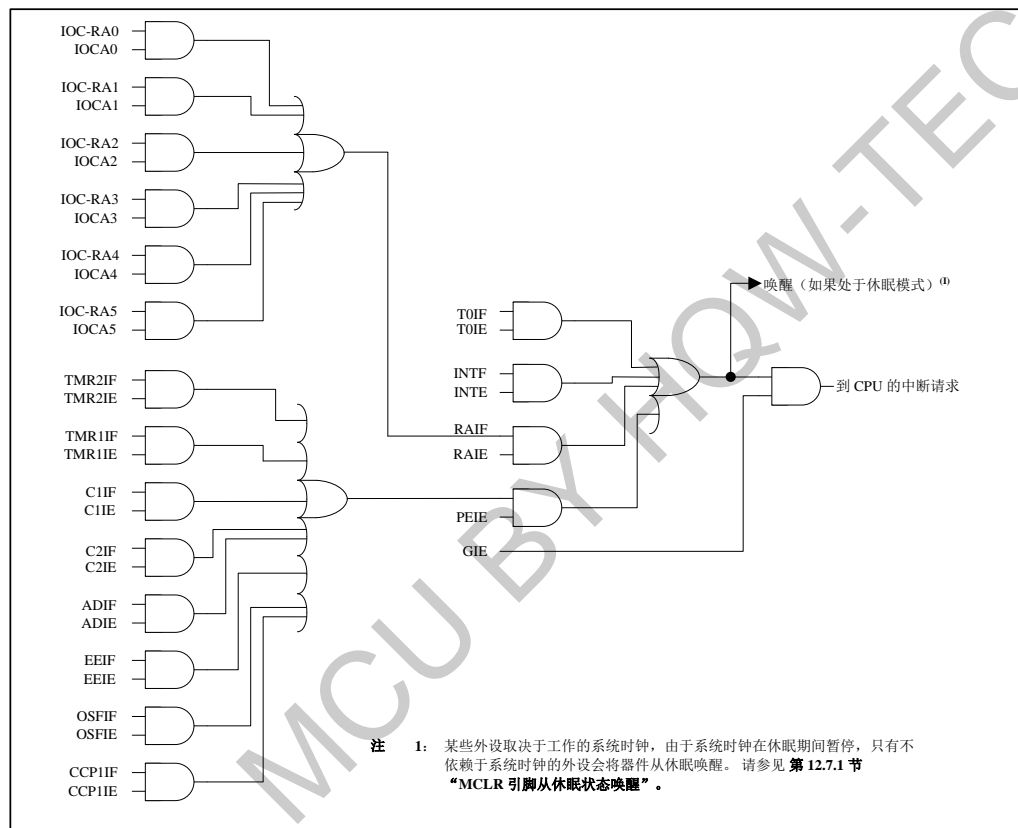 IOC-RA0
IOCA0
IOC-RA1
IOCA1
IOC-RA2
IOCA2
IOC-RA3
IOCA3
IOC-RA4
IOCA4
IOC-RA5
IOCA5
TMR2IF
TMR2IE
TMR1IF
TMR1IE
C1IF
C1IE
C2IF
C2IE
ADIF
ADIE
EEIF
EEIE
OSFIF
OSFIE
CCP1IF
CCP1IE
T0IF
T0IE
INTF
INTE
RAIF
RAIE
PEIE
GIE
唤醒（如果处于休眠模式）(1)
到 CPU 的中断请求
注 1： 某些外设取决于工作的系统时钟，由于系统时钟在休眠期间暂停，只有不
依赖于系统时钟的外设会将器件从休眠唤醒。 请参见 第 12.7.1 节
“MCLR 引脚从休眠状态唤醒”。
MCU BY HQW-TEC